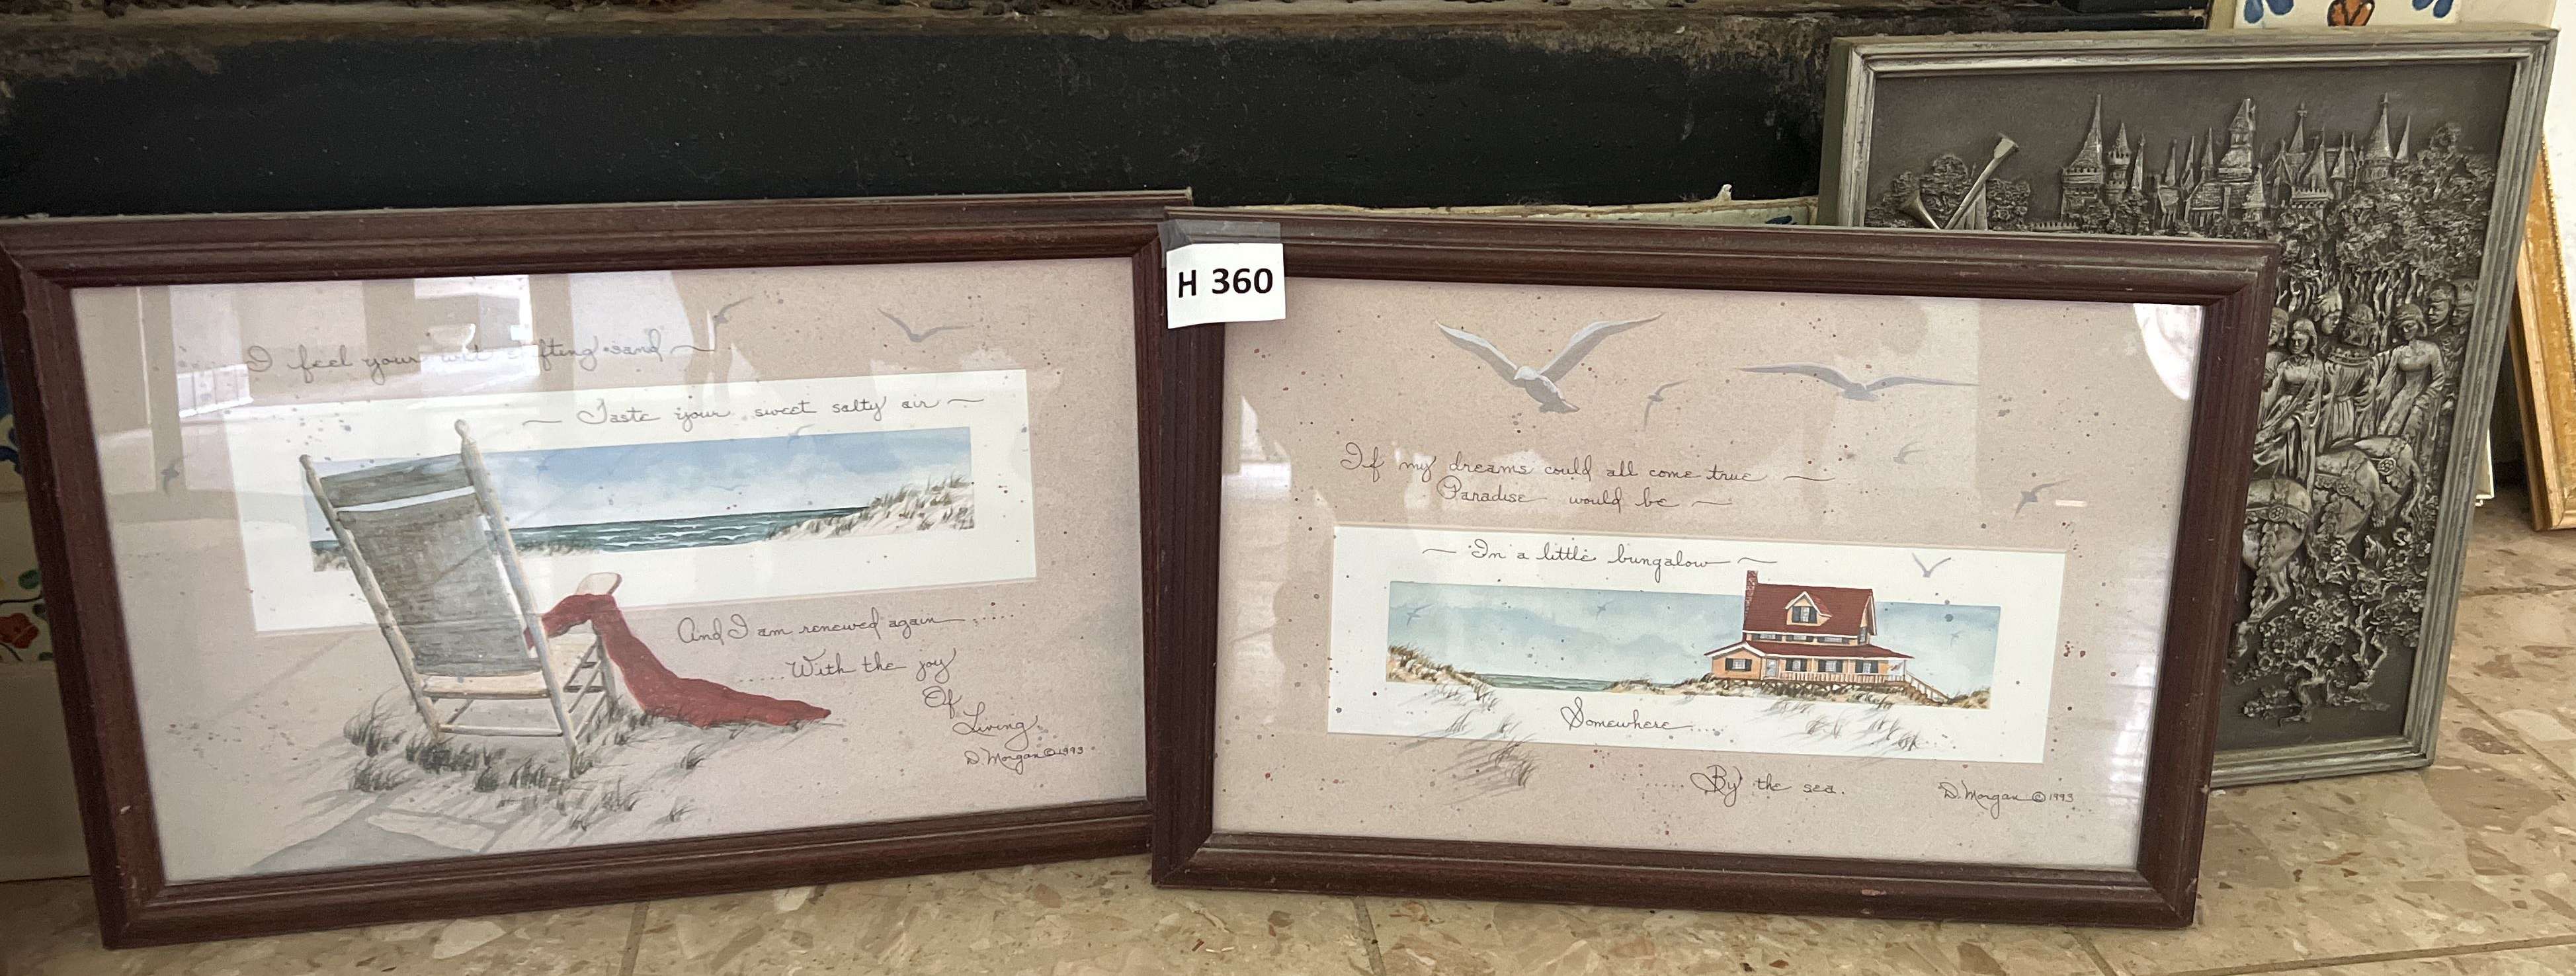 I feel your fting sand
Taste your sweet salty air
And I am renewed again......
.....With the joy
Of
Living
D. Morgan ©1993
H 360
If my dreams could all come true
Paradise would be
In a little bungalow
Somewhere....
......By the sea.
D. Morgan ©1993